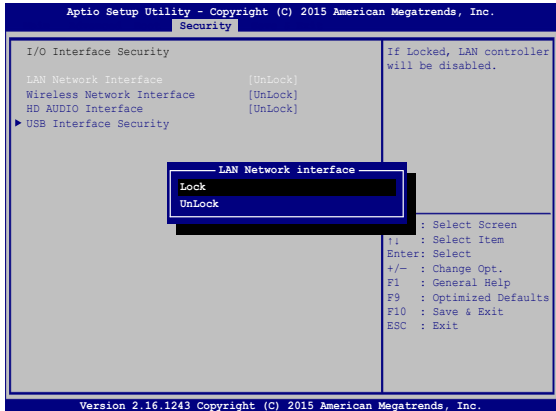 Aptio Setup Utility - Copyright (C) 2015 American Megatrends, Inc.
Security
I/O Interface Security
LAN Network Interface [UnLock]
Wireless Network Interface [UnLock]
HD AUDIO Interface [UnLock]
USB Interface Security
If Locked, LAN controller
will be disabled.
LAN Network interface
Lock
UnLock
: Select Screen
↑↓ : Select Item
Enter: Select
+/— : Change Opt.
F1 : General Help
F9 : Optimized Defaults
F10 : Save & Exit
ESC : Exit
Version 2.16.1243 Copyright (C) 2015 American Megatrends, Inc.